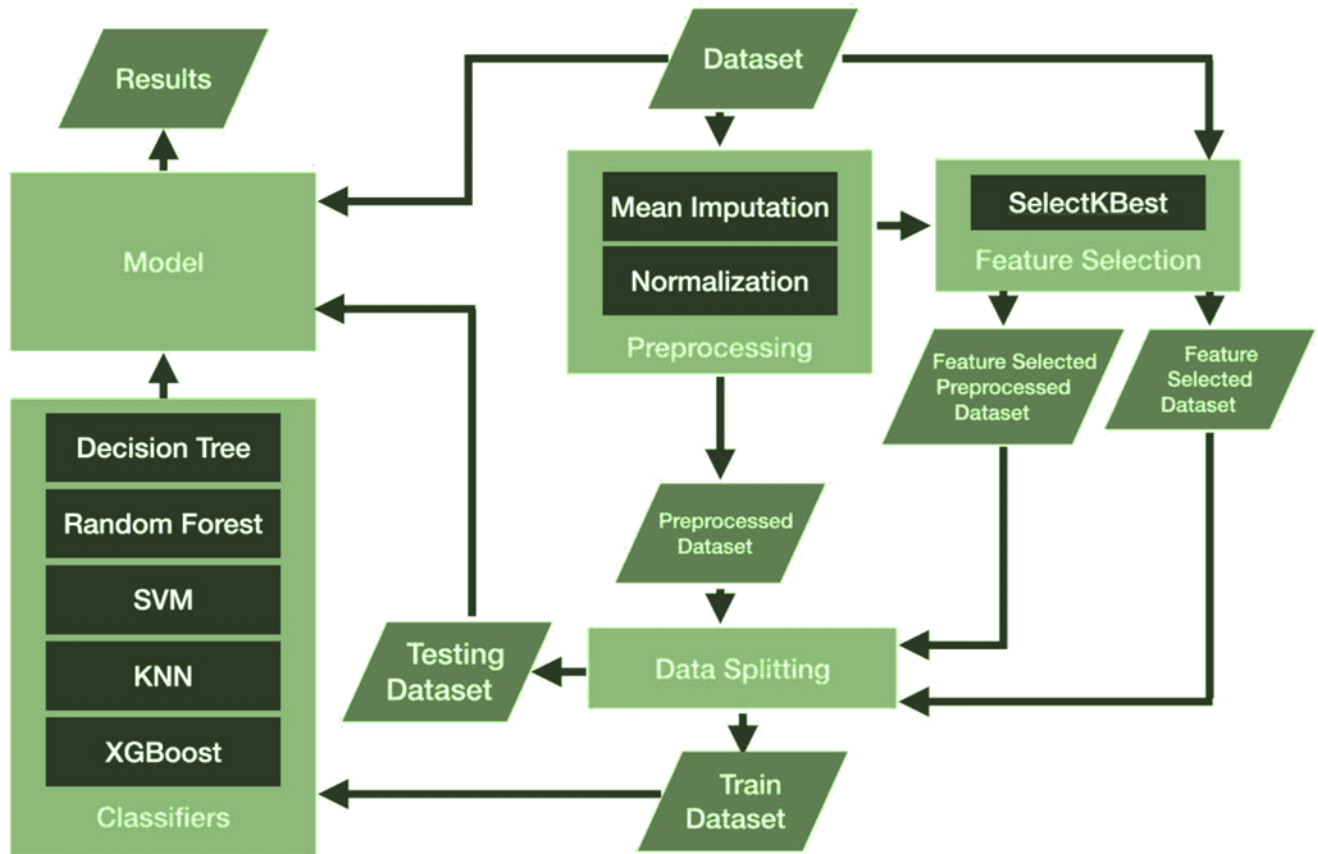 Results
Dataset
Mean Imputation
Normalization
Preprocessing
SelectKBest
Feature Selection
Model
Feature Selected
Preprocessed
Dataset
Feature
Selected
Dataset
Decision Tree
Random Forest
SVM
KNN
XGBoost
Classifiers
Preprocessed
Dataset
Testing
Dataset
Data Splitting
Train
Dataset